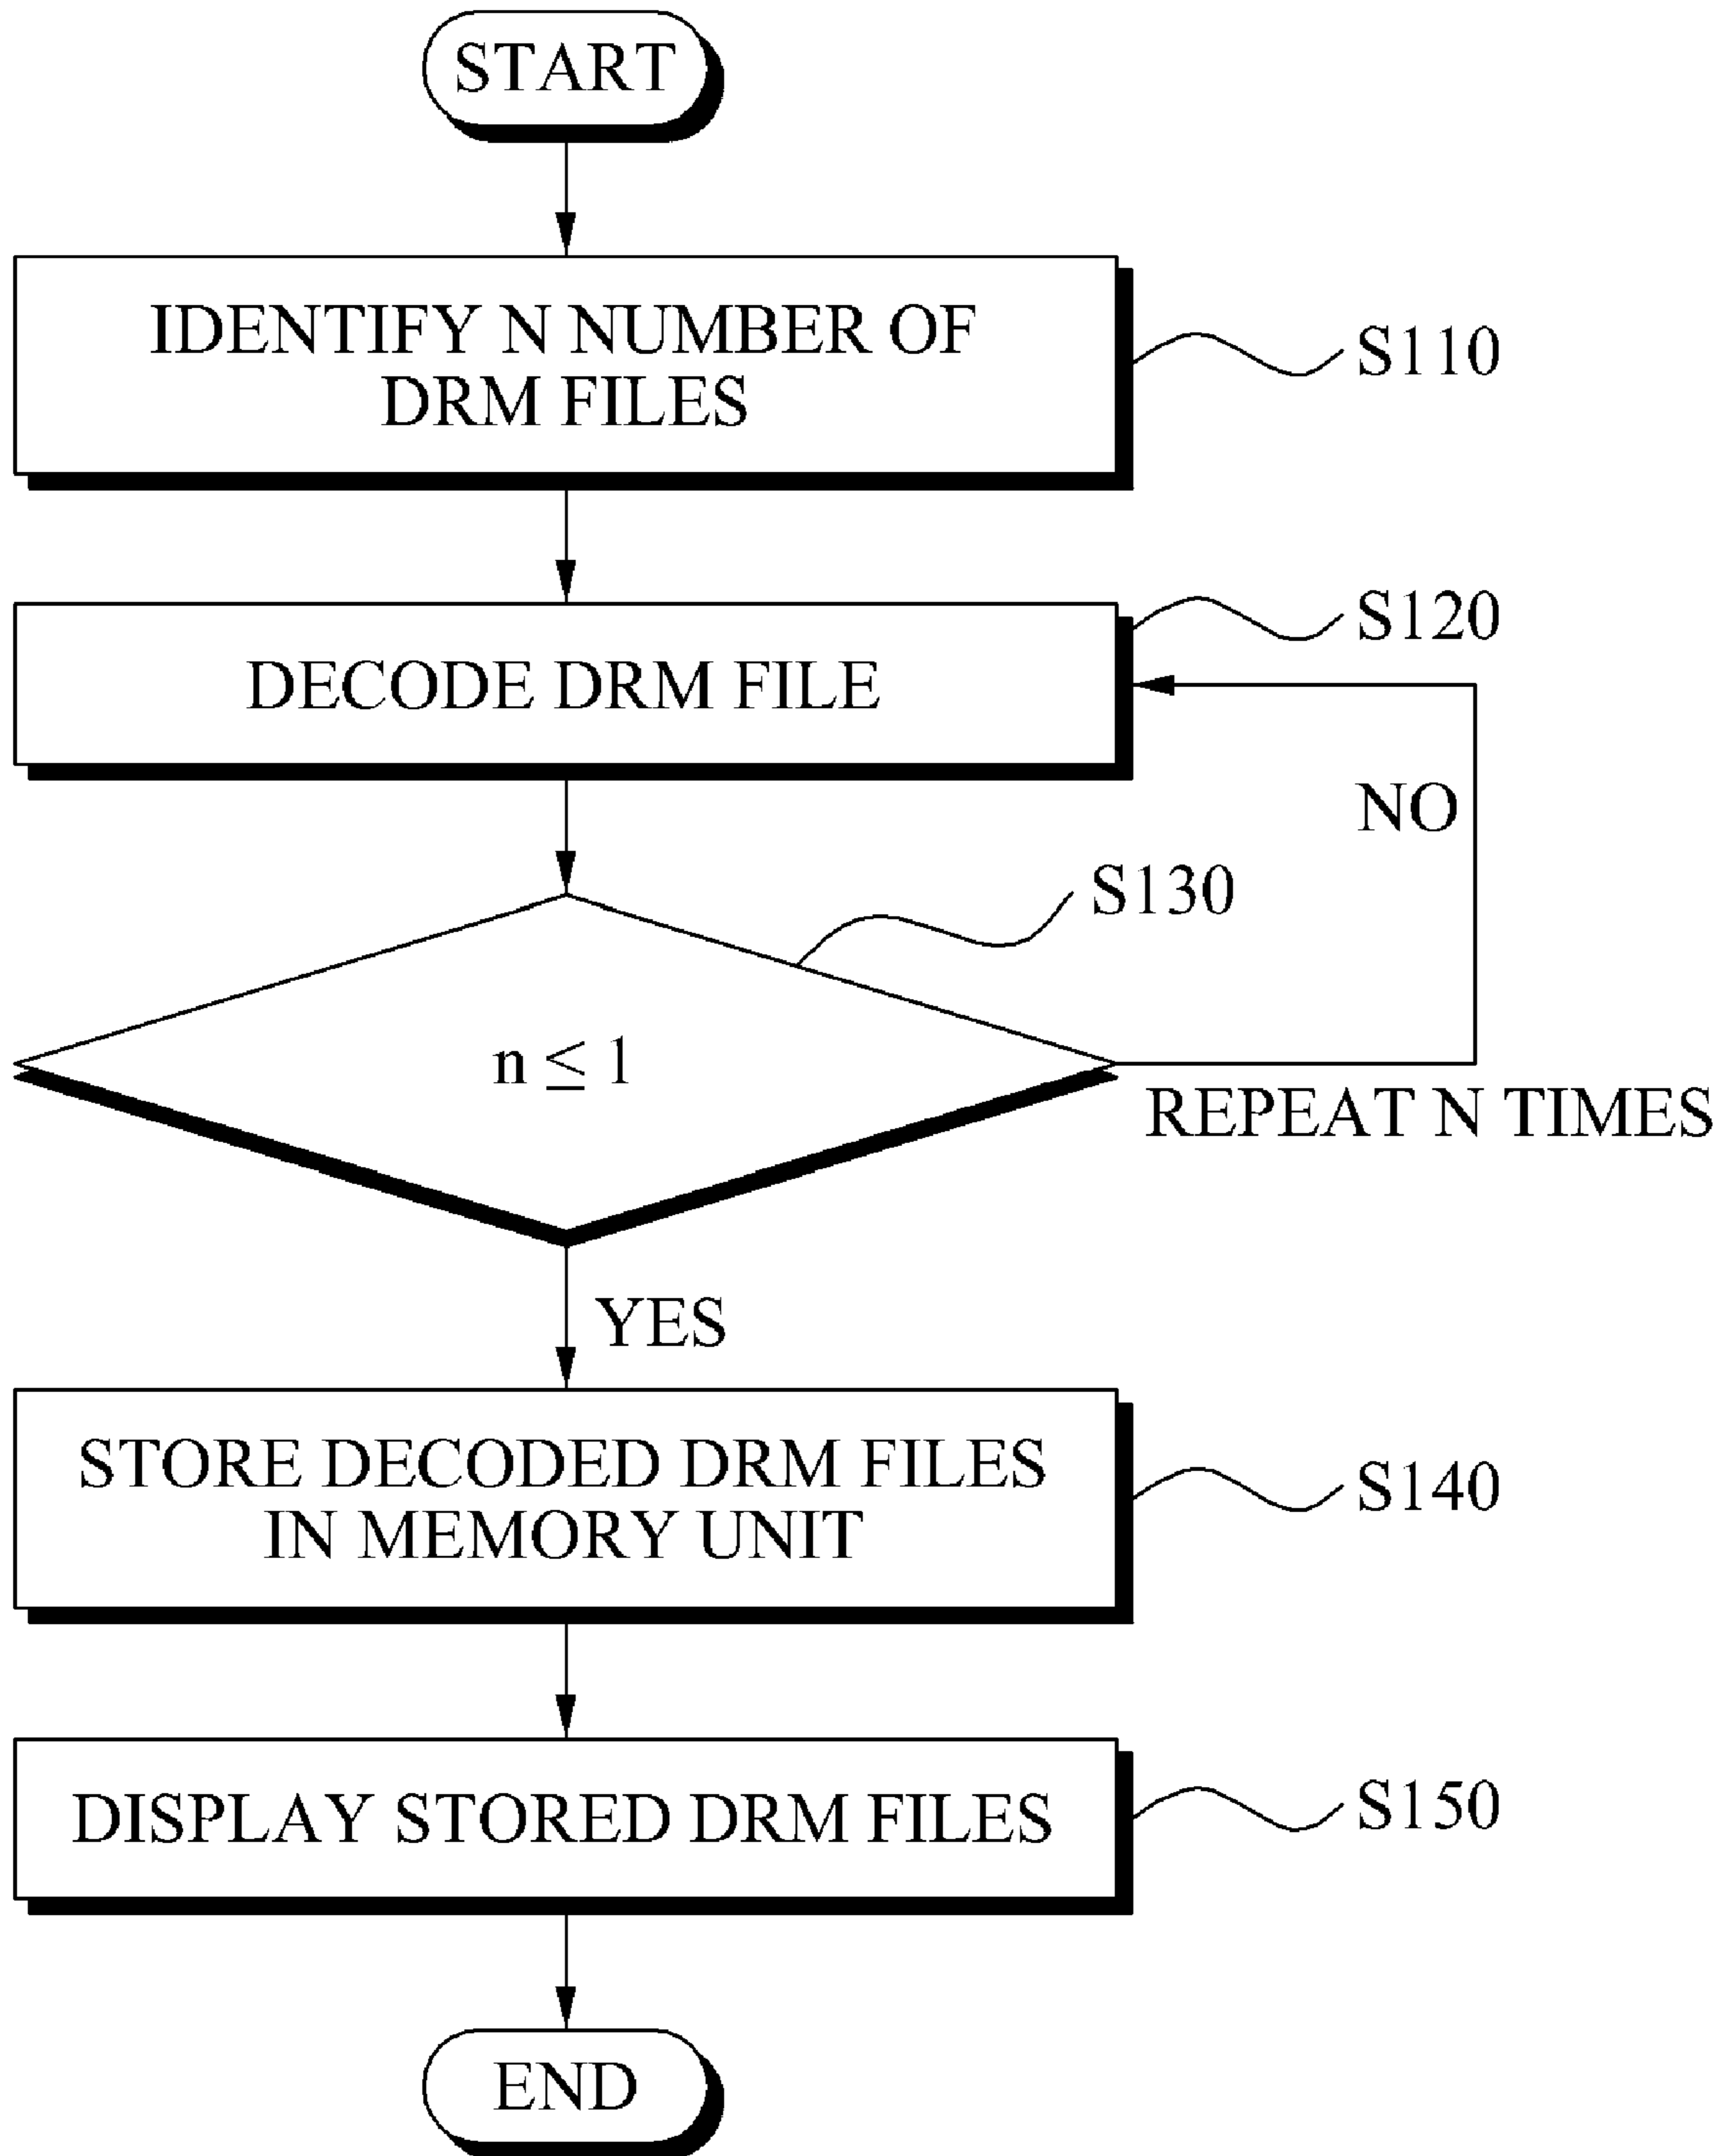 START
IDENTIFY N NUMBER OF
DRM FILES
S110
S120
DECODE DRM FILE
NO
S130
n ≤ 1
REPEAT N TIMES
YES
STORE DECODED DRM FILES
IN MEMORY UNIT
S140
DISPLAY STORED DRM FILES
S150
END